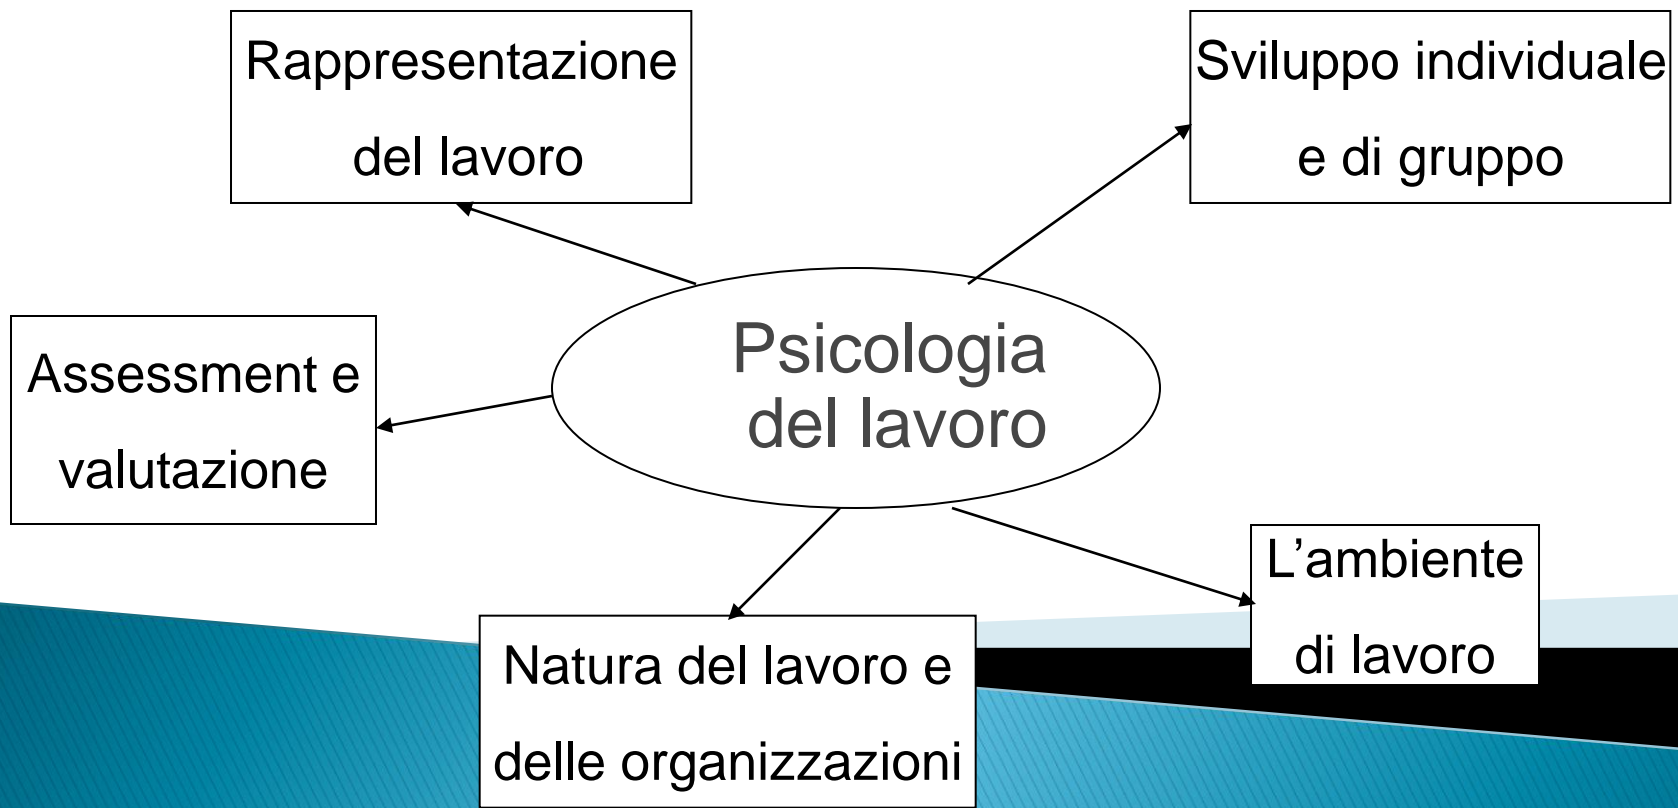 Rappresentazione
del lavoro
Sviluppo individuale
e di gruppo
Psicologia
del lavoro
Assessment e
valutazione
L’ambiente
di lavoro
Natura del lavoro e
delle organizzazioni